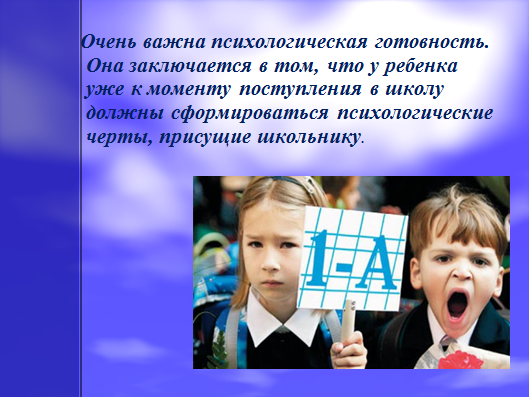 Очень важна психологическая готовность.
Она заключается в том, что у ребенка
уже к моменту поступления в школу
должны сформироваться психологические
черты, присущие школьнику.
1-А